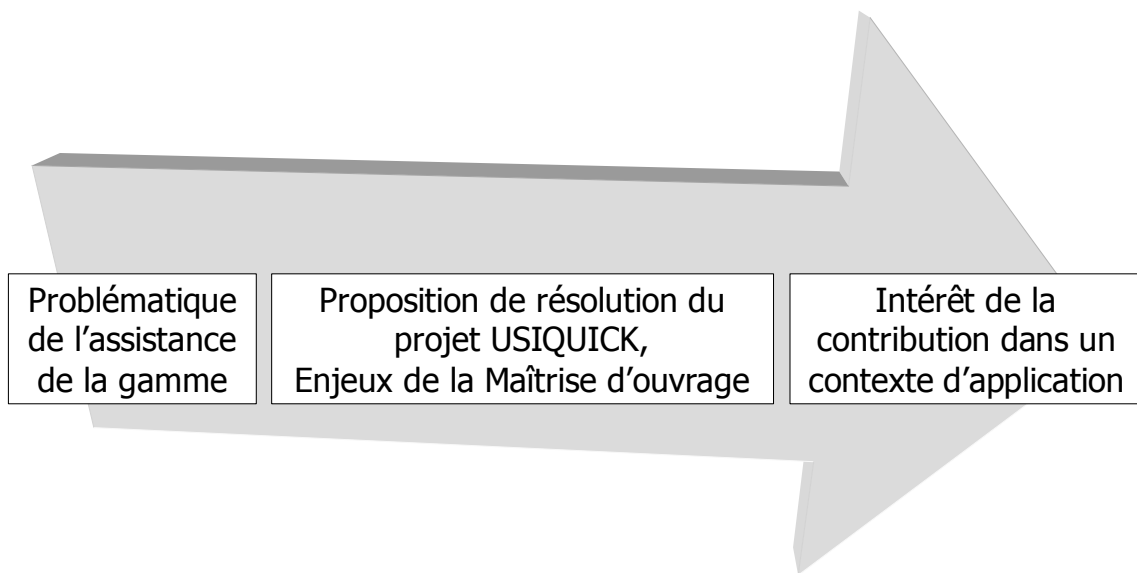 Problématique
de l’assistance
de la gamme
Proposition de résolution du
projet USIQUICK,
Enjeux de la Maîtrise d’ouvrage
Intérêt de la
contribution dans un
contexte d’application